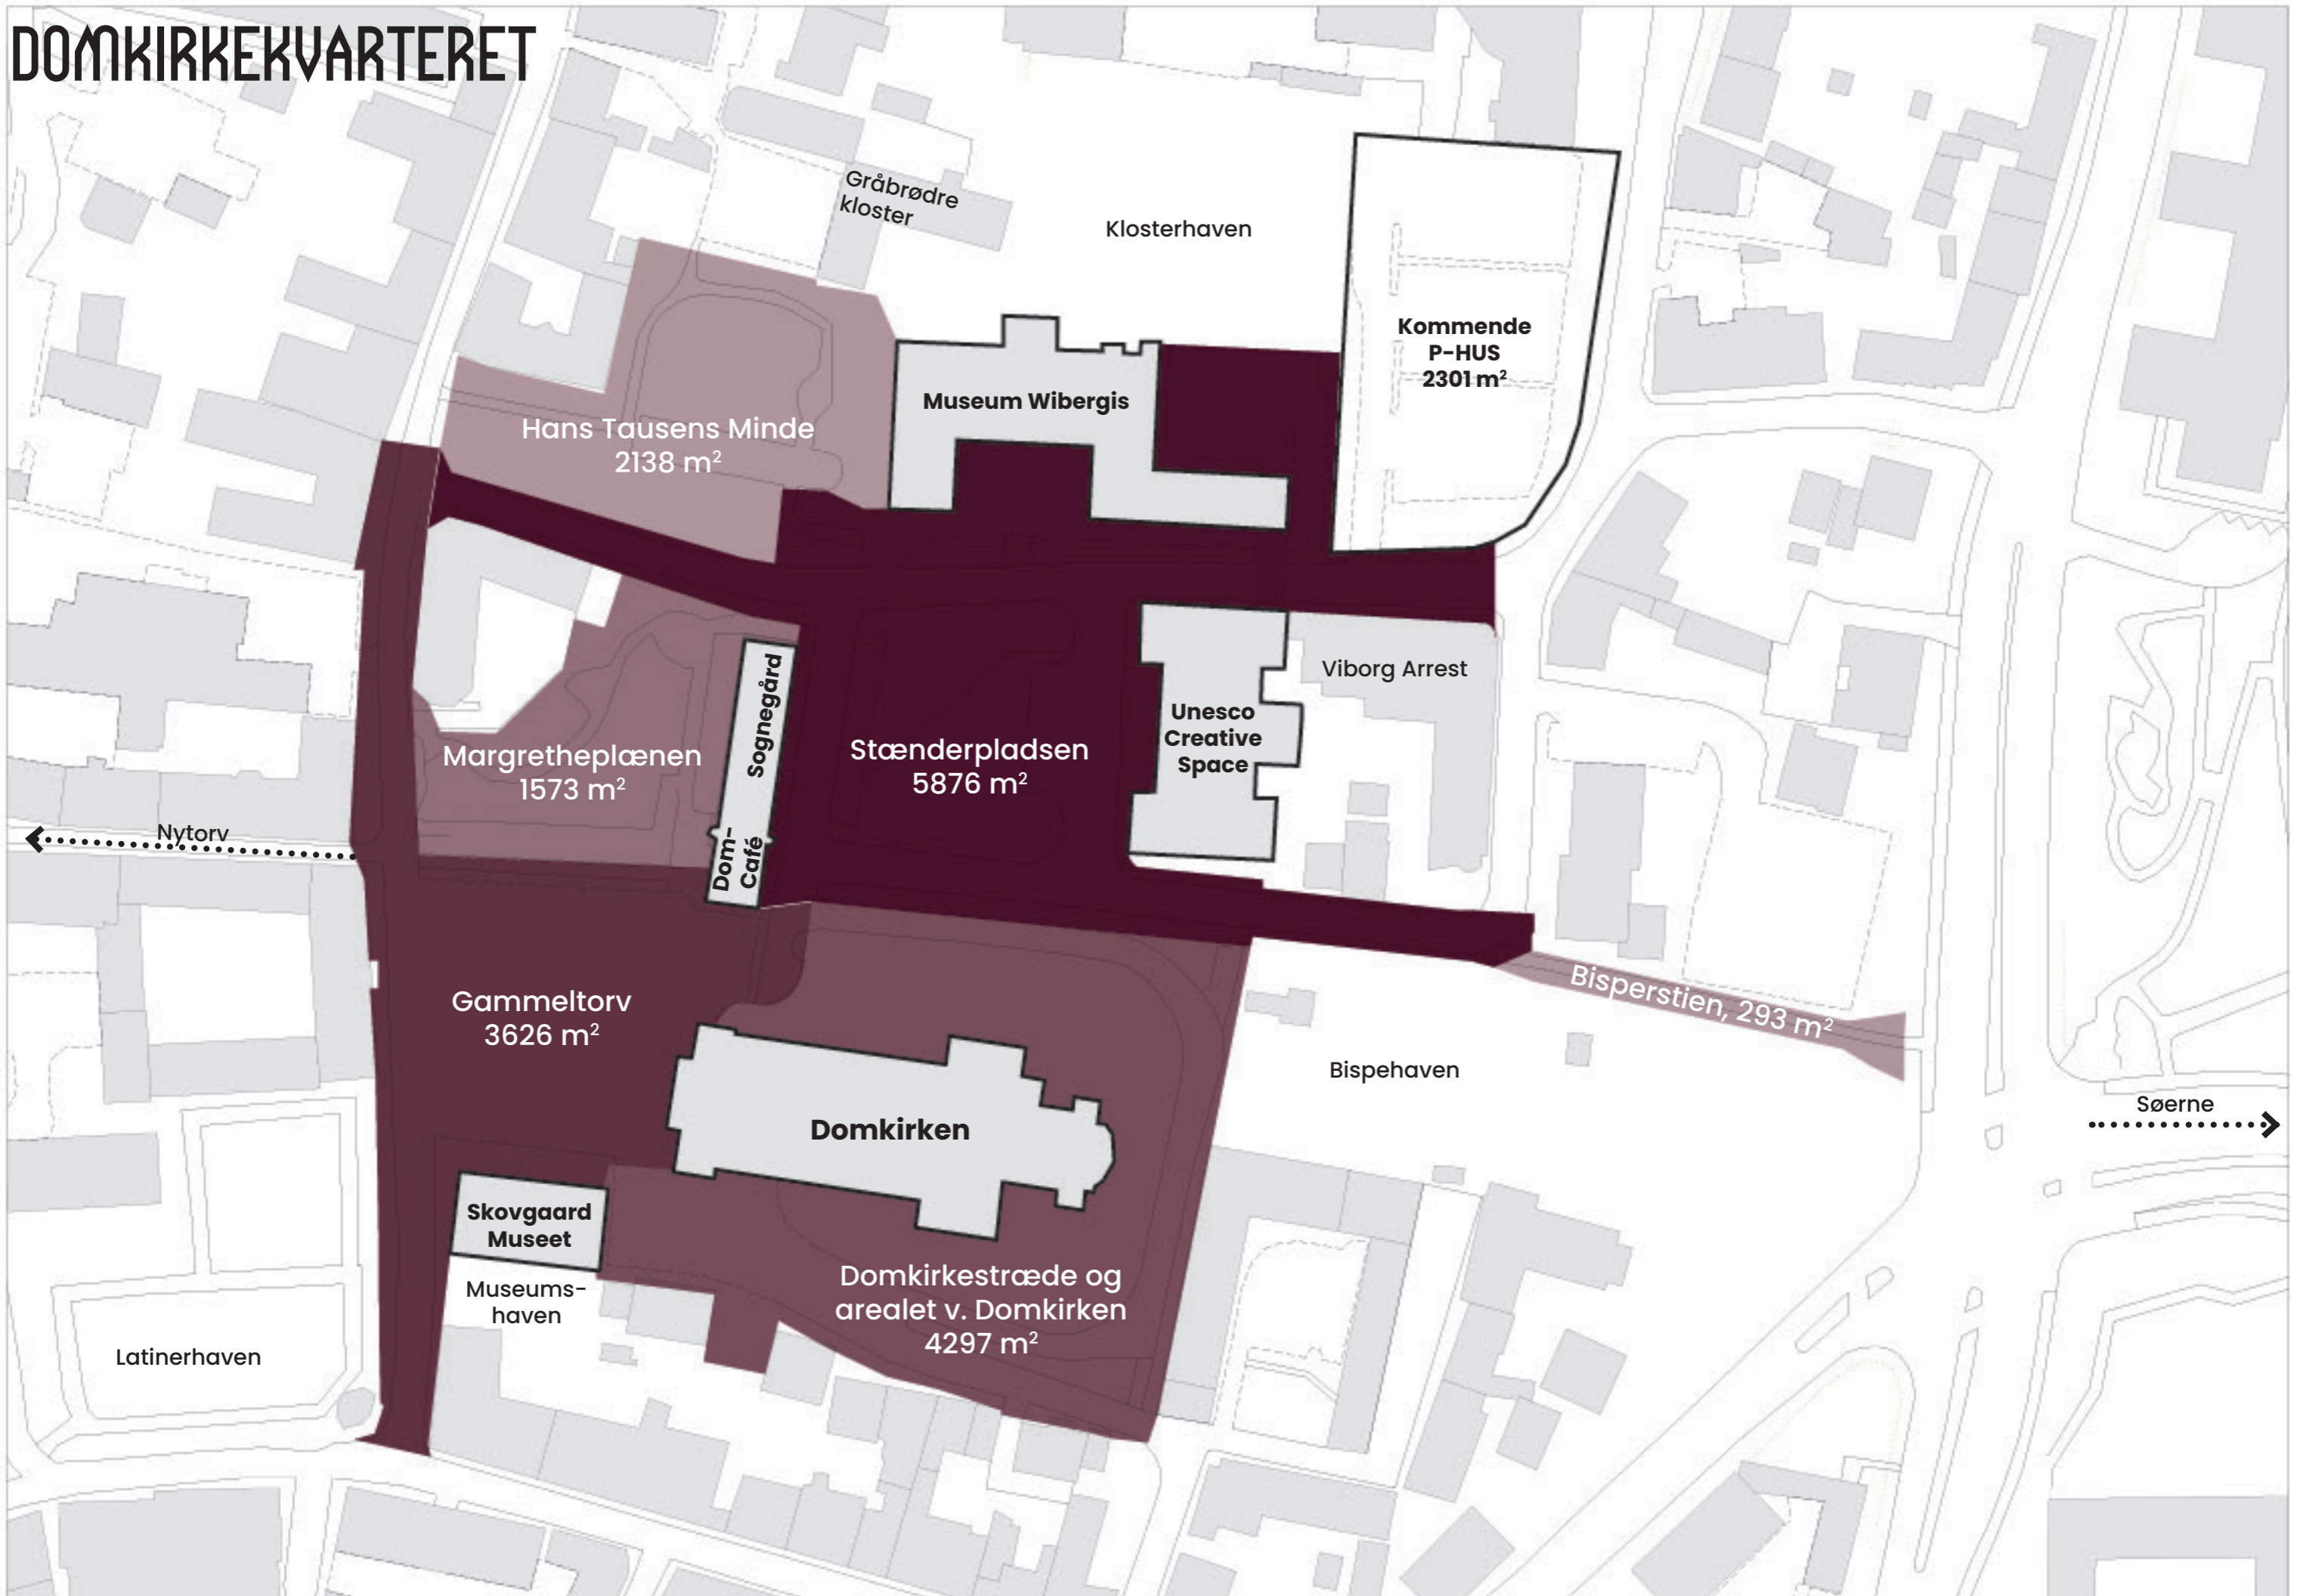 DOMKIRKEKVARTERET
Gråbrødre
kloster
Klosterhaven
Kommende
P-HUS
2301 m²
Museum Wibergis
Hans Tausens Minde
2138 m²
Sognegård
Dom-
Café
Viborg Arrest
Unesco
Creative
Space
Margretheplænen
1573 m²
Stænderpladsen
5876 m²
Nytorv
Bisperstien, 293 m²
Gammeltorv
3626 m²
Bispehaven
Søerne
Domkirken
Skovgaard
Museet
Museums-
haven
Domkirkestræde og
arealet v. Domkirken
4297 m²
Latinerhaven